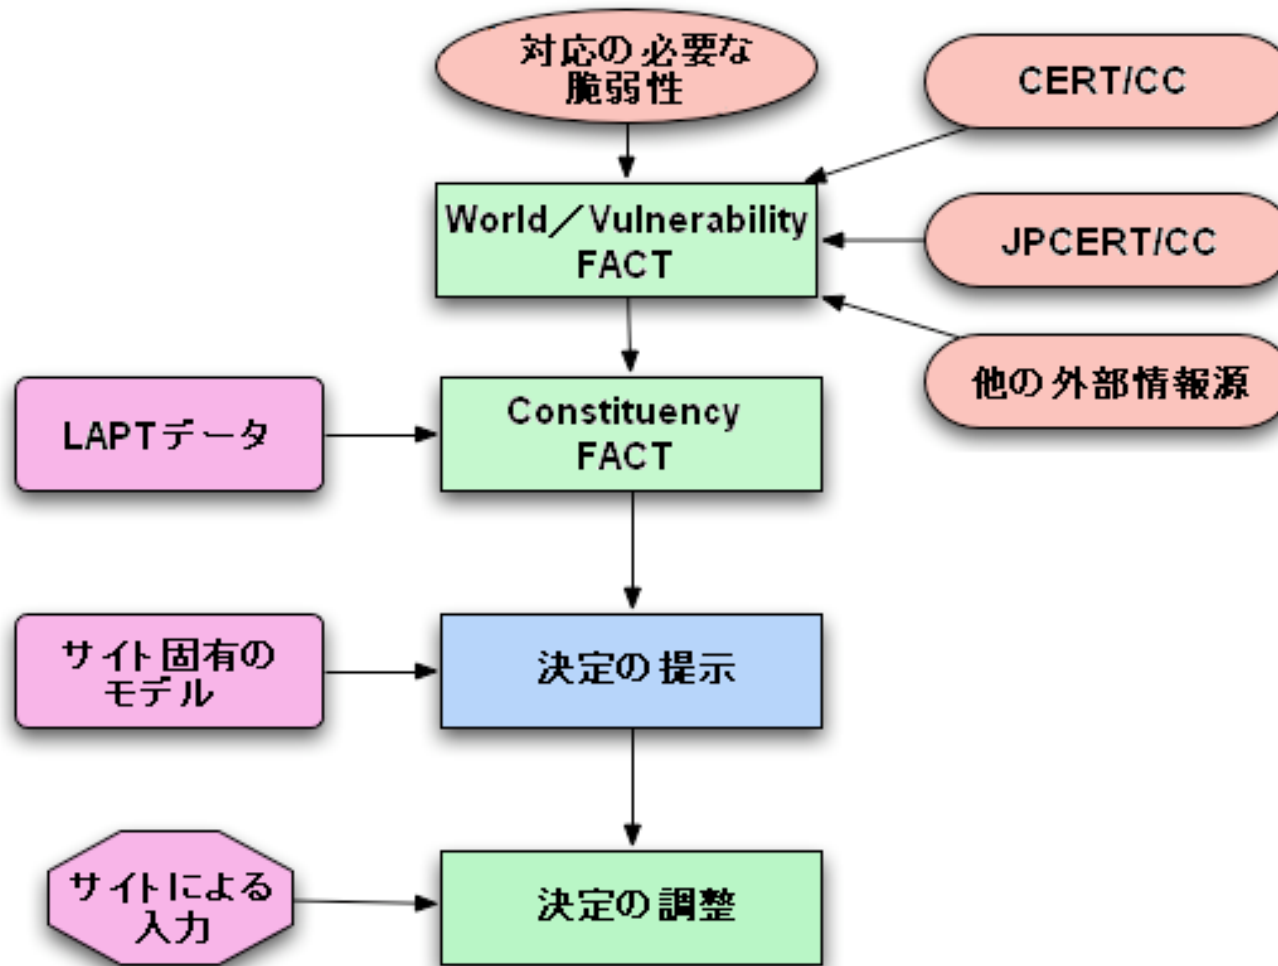 対応の必要な
脆弱性
CERT/CC
World／Vulnerability
FACT
JPCERT/CC
他の外部情報源
LAPTデータ
Constituency
FACT
サイト固有の
モデル
決定の提示
サイトによる
入力
決定の調整